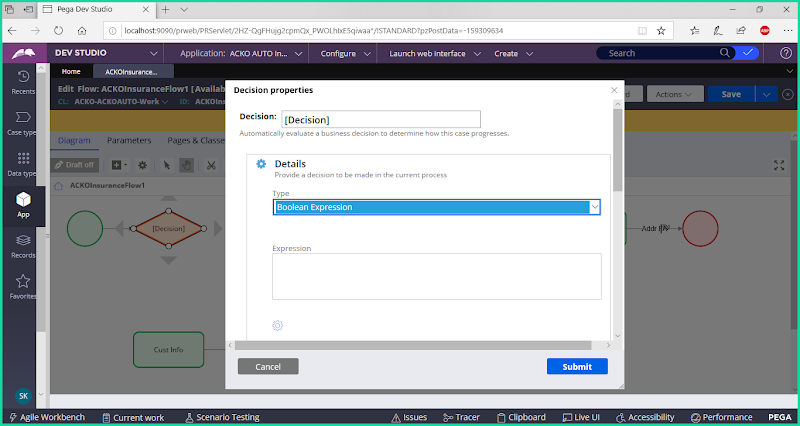 Pega Dev Studio
localhost:9090/prweb/PRServlet/2HZ-QgFHujg2cpmQx_PWOLhIxE5qiwaa*/!STANDARD?pzPostData=-159309634
DEV STUDIO
Application: ACKO AUTO In...
Configure
Launch web interface
Create
Search
Recents
Case types
Data types
App
Records
Favorites
SK
Home
ACKOInsurance...
Edit Flow: ACKOInsuranceFlow1 [Availab
CL: ACKO-ACKOAUTO-Work
ID: ACKOIns
Actions
Save
Diagram
Parameters
Pages & Classes
Draft off
ACKOInsuranceFlow1
[Decision]
Cust Info
Decision properties
Decision:
[Decision]
Automatically evaluate a business decision to determine how this case progresses.
Details
Provide a decision to be made in the current process
Type
Boolean Expression
Expression
Cancel
Submit
Agile Workbench
Current work
Scenario Testing
Issues
Tracer
Clipboard
Live UI
Accessibility
Performance
PEGA